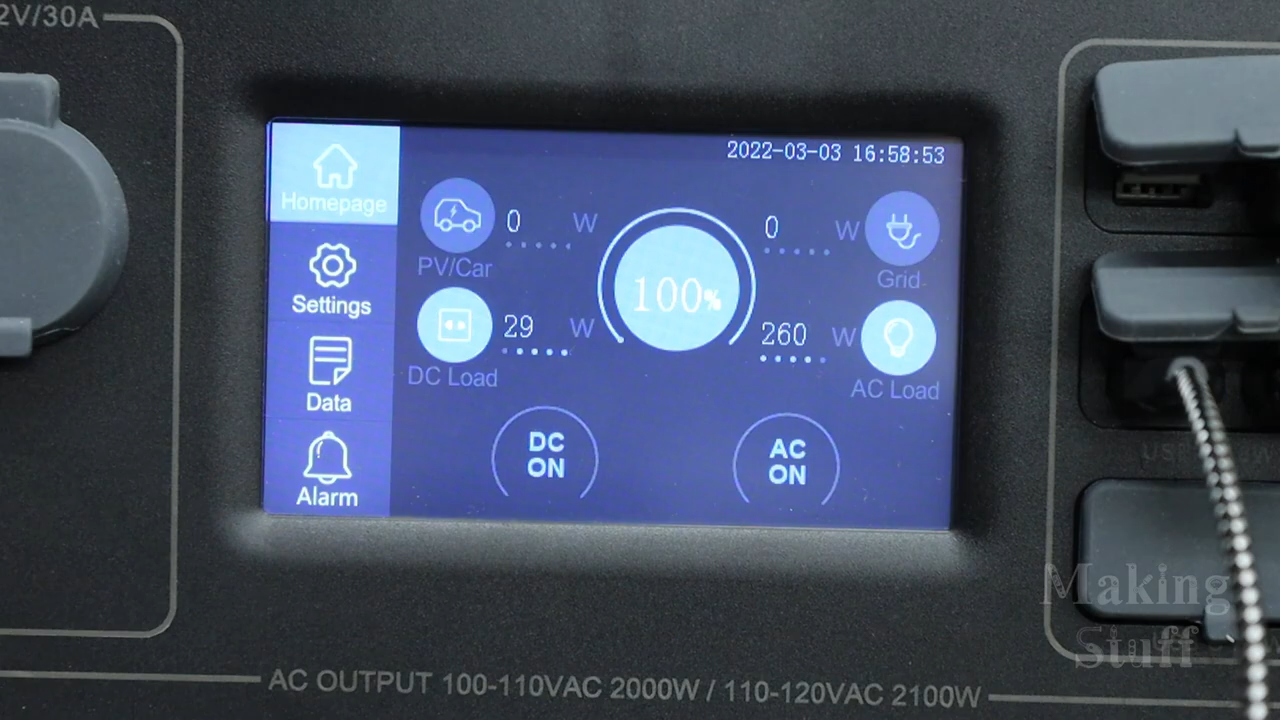 2V/30A
2022-03-03 16:58:53
Homepage
0 W
PV/Car
100%
0 W
Grid
Settings
29 W
DC Load
260 W
AC Load
Data
DC
ON
AC
ON
Alarm
Making
Stuff
AC OUTPUT 100-110VAC 2000W / 110-120VAC 2100W